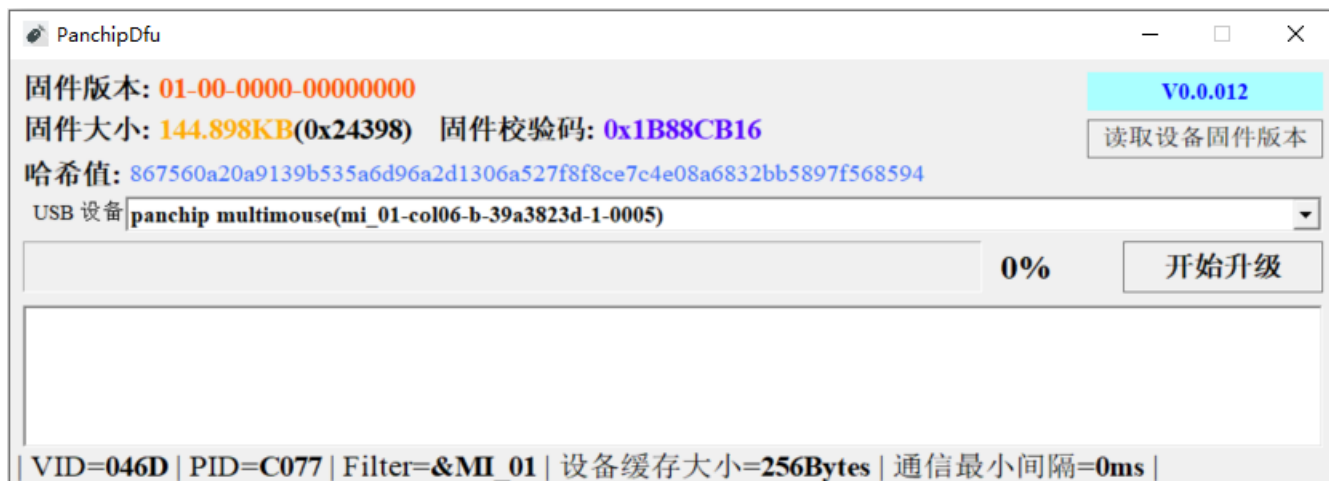 PanchipDfu
固件版本: 01-00-0000-00000000
V0.0.012
固件大小: 144.898KB(0x24398) 固件校验码: 0x1B88CB16
读取设备固件版本
哈希值: 867560a20a9139b535a6d96a2d1306a527f8f8ce7c4e08a6832bb5897f568594
USB 设备 panchip multimouse(mi_01-col06-b-39a3823d-1-0005)
0%
开始升级
| VID=046D | PID=C077 | Filter=&MI_01 | 设备缓存大小=256Bytes | 通信最小间隔=0ms |